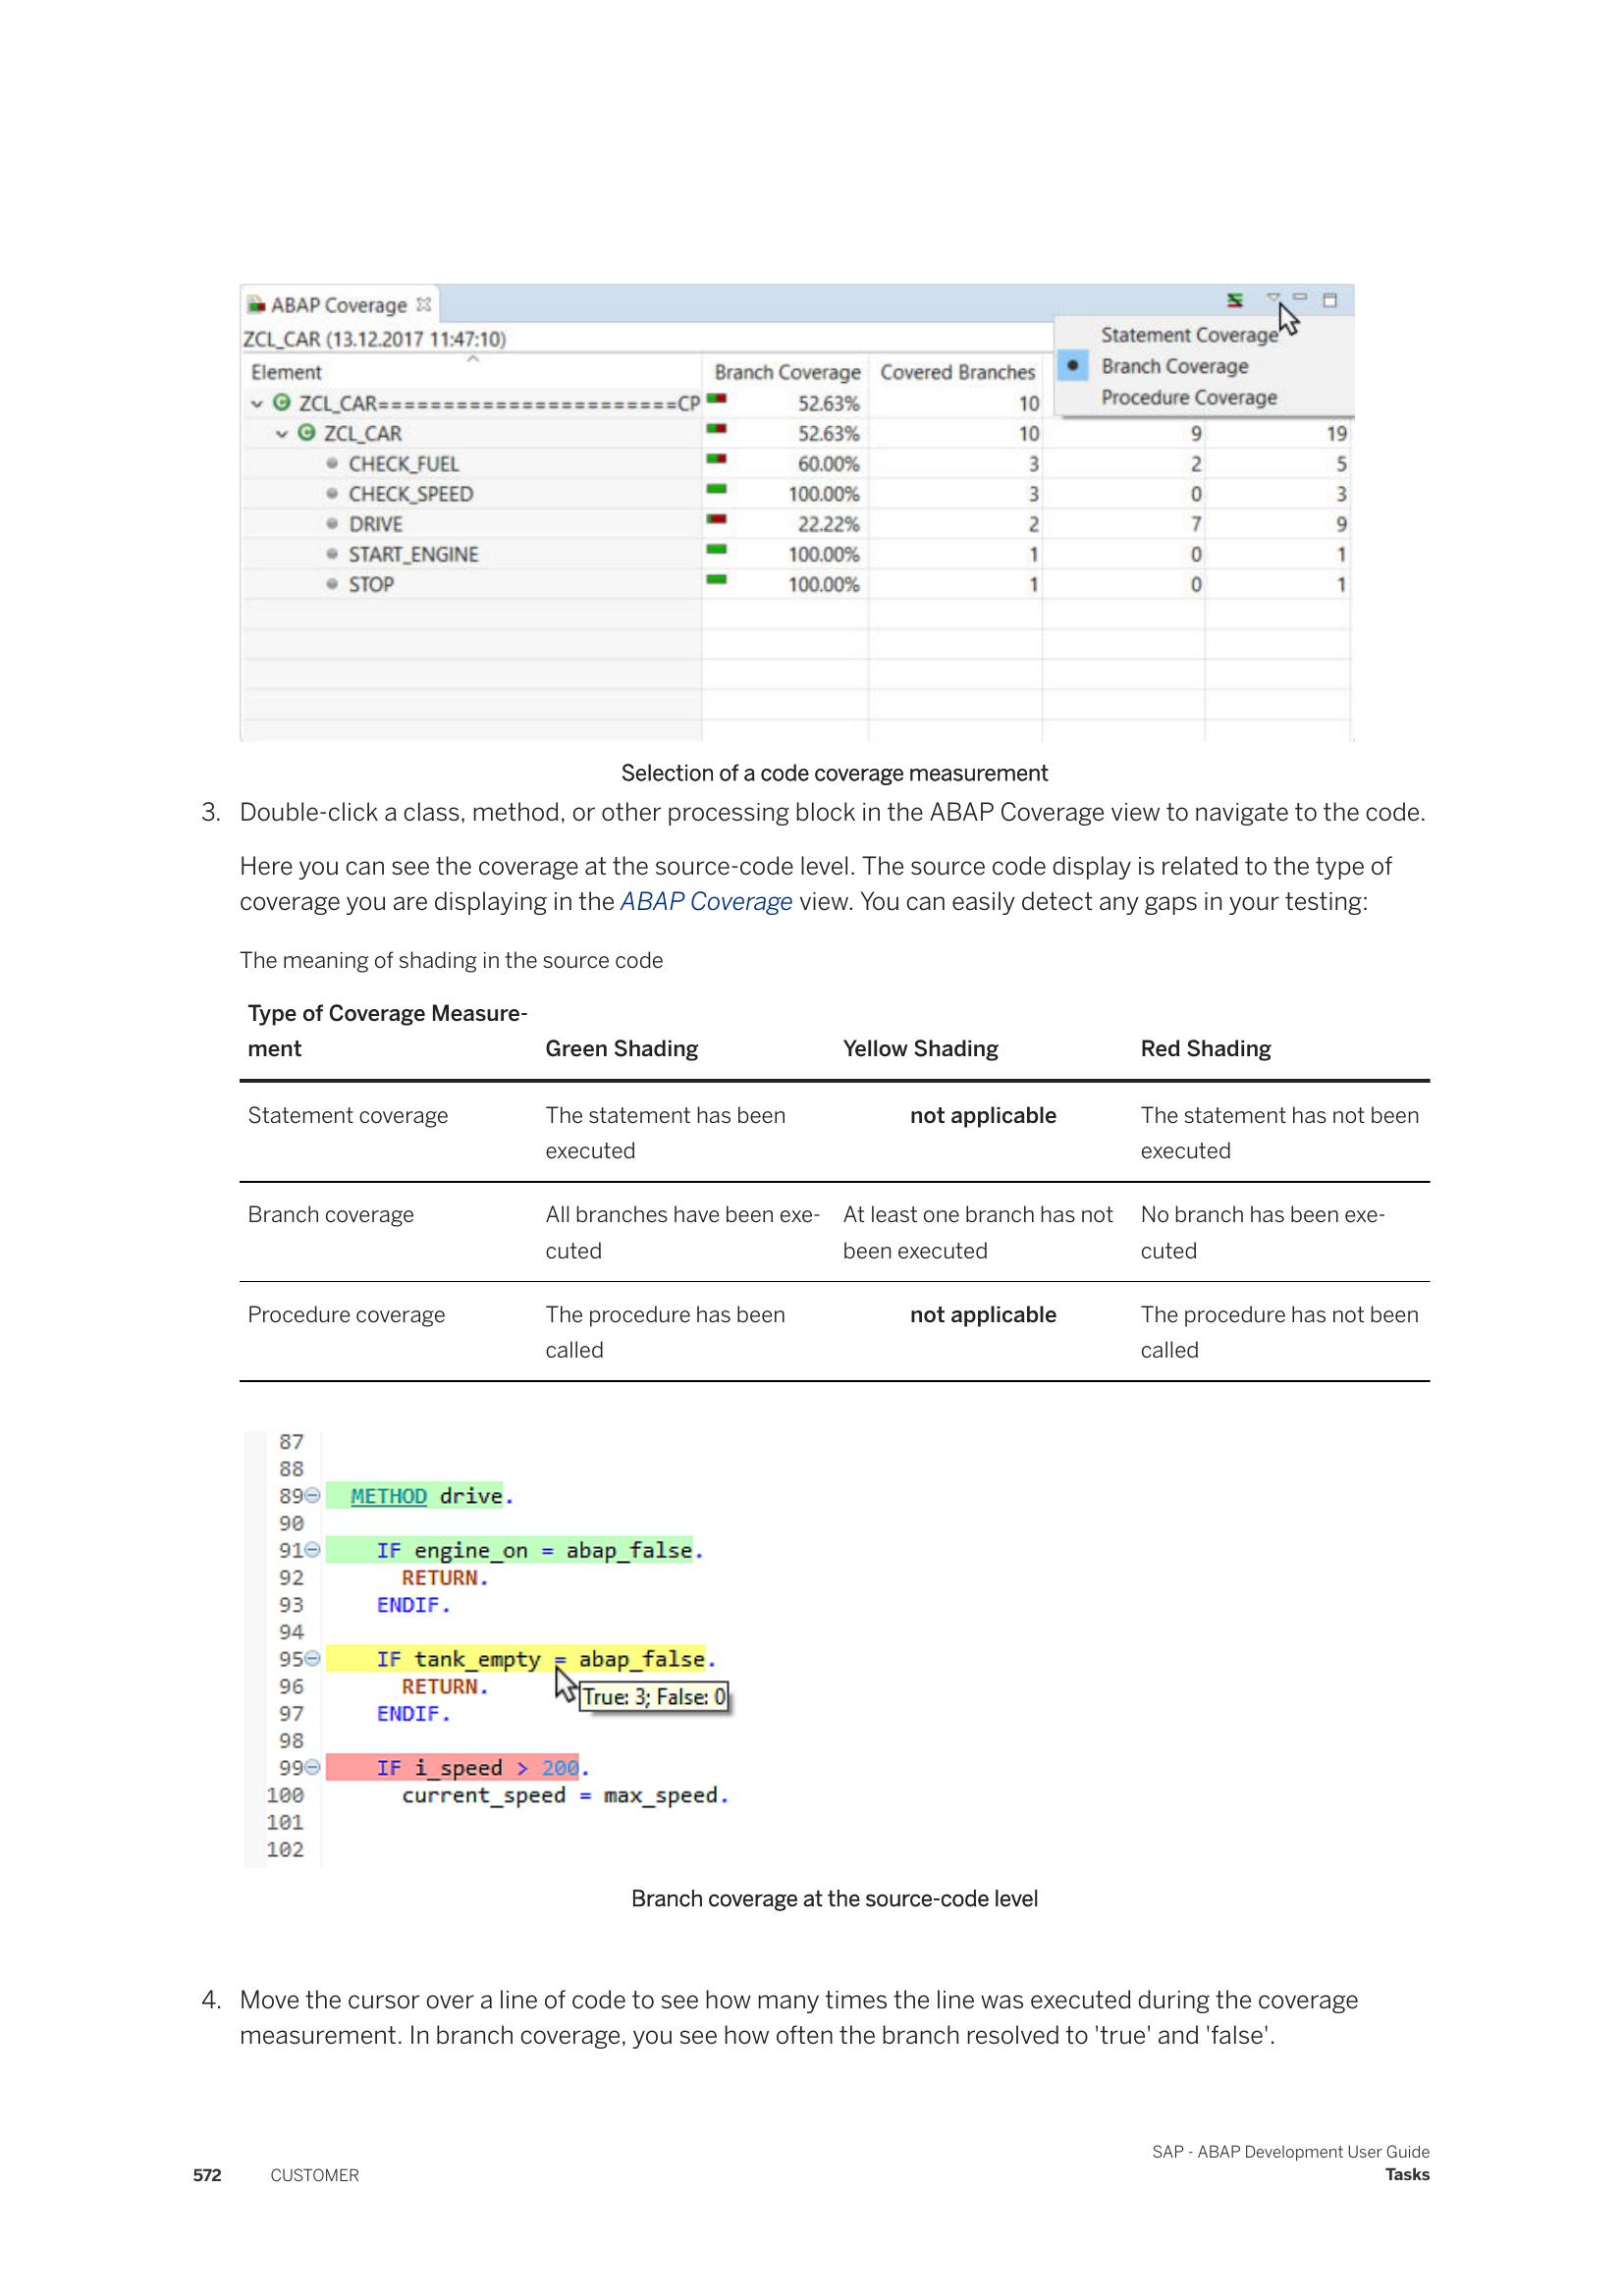 ABAP Coverage
ZCL_CAR (13.12.2017 11:47:10)
Statement Coverage
Branch Coverage
Procedure Coverage
Element Branch Coverage Covered Branches
ZCL_CAR=======================CP 52.63% 10
ZCL_CAR 52.63% 10 9 19
CHECK_FUEL 60.00% 3 2 5
CHECK_SPEED 100.00% 3 0 3
DRIVE 22.22% 2 7 9
START_ENGINE 100.00% 1 0 1
STOP 100.00% 1 0 1
Selection of a code coverage measurement
3. Double-click a class, method, or other processing block in the ABAP Coverage view to navigate to the code.
Here you can see the coverage at the source-code level. The source code display is related to the type of
coverage you are displaying in the ABAP Coverage view. You can easily detect any gaps in your testing:
The meaning of shading in the source code
Type of Coverage Measure-
ment Green Shading Yellow Shading Red Shading
Statement coverage The statement has been not applicable The statement has not been
executed executed
Branch coverage All branches have been exe- At least one branch has not No branch has been exe-
cuted been executed cuted
Procedure coverage The procedure has been not applicable The procedure has not been
called called
87
88
89 METHOD drive.
90
91 IF engine_on = abap_false.
92 RETURN.
93 ENDIF.
94
95 IF tank_empty = abap_false.
96 RETURN.
True: 3; False: 0
97 ENDIF.
98
99 IF i_speed > 200.
100 current_speed = max_speed.
101
102
Branch coverage at the source-code level
4. Move the cursor over a line of code to see how many times the line was executed during the coverage
measurement. In branch coverage, you see how often the branch resolved to 'true' and 'false'.
SAP - ABAP Development User Guide
572 CUSTOMER Tasks